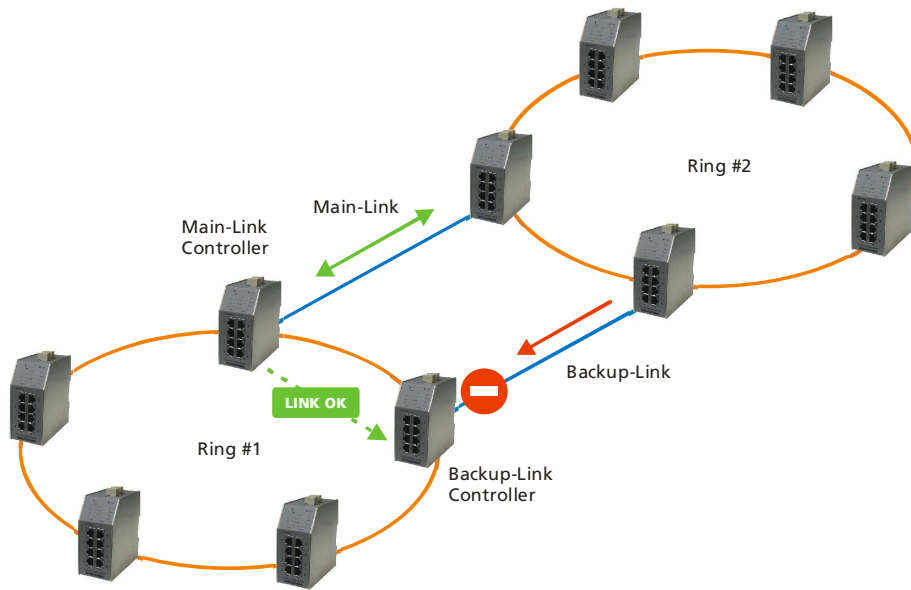 Ring #2
Main-Link
Main-Link
Controller
Backup-Link
LINK OK
Ring #1
Backup-Link
Controller